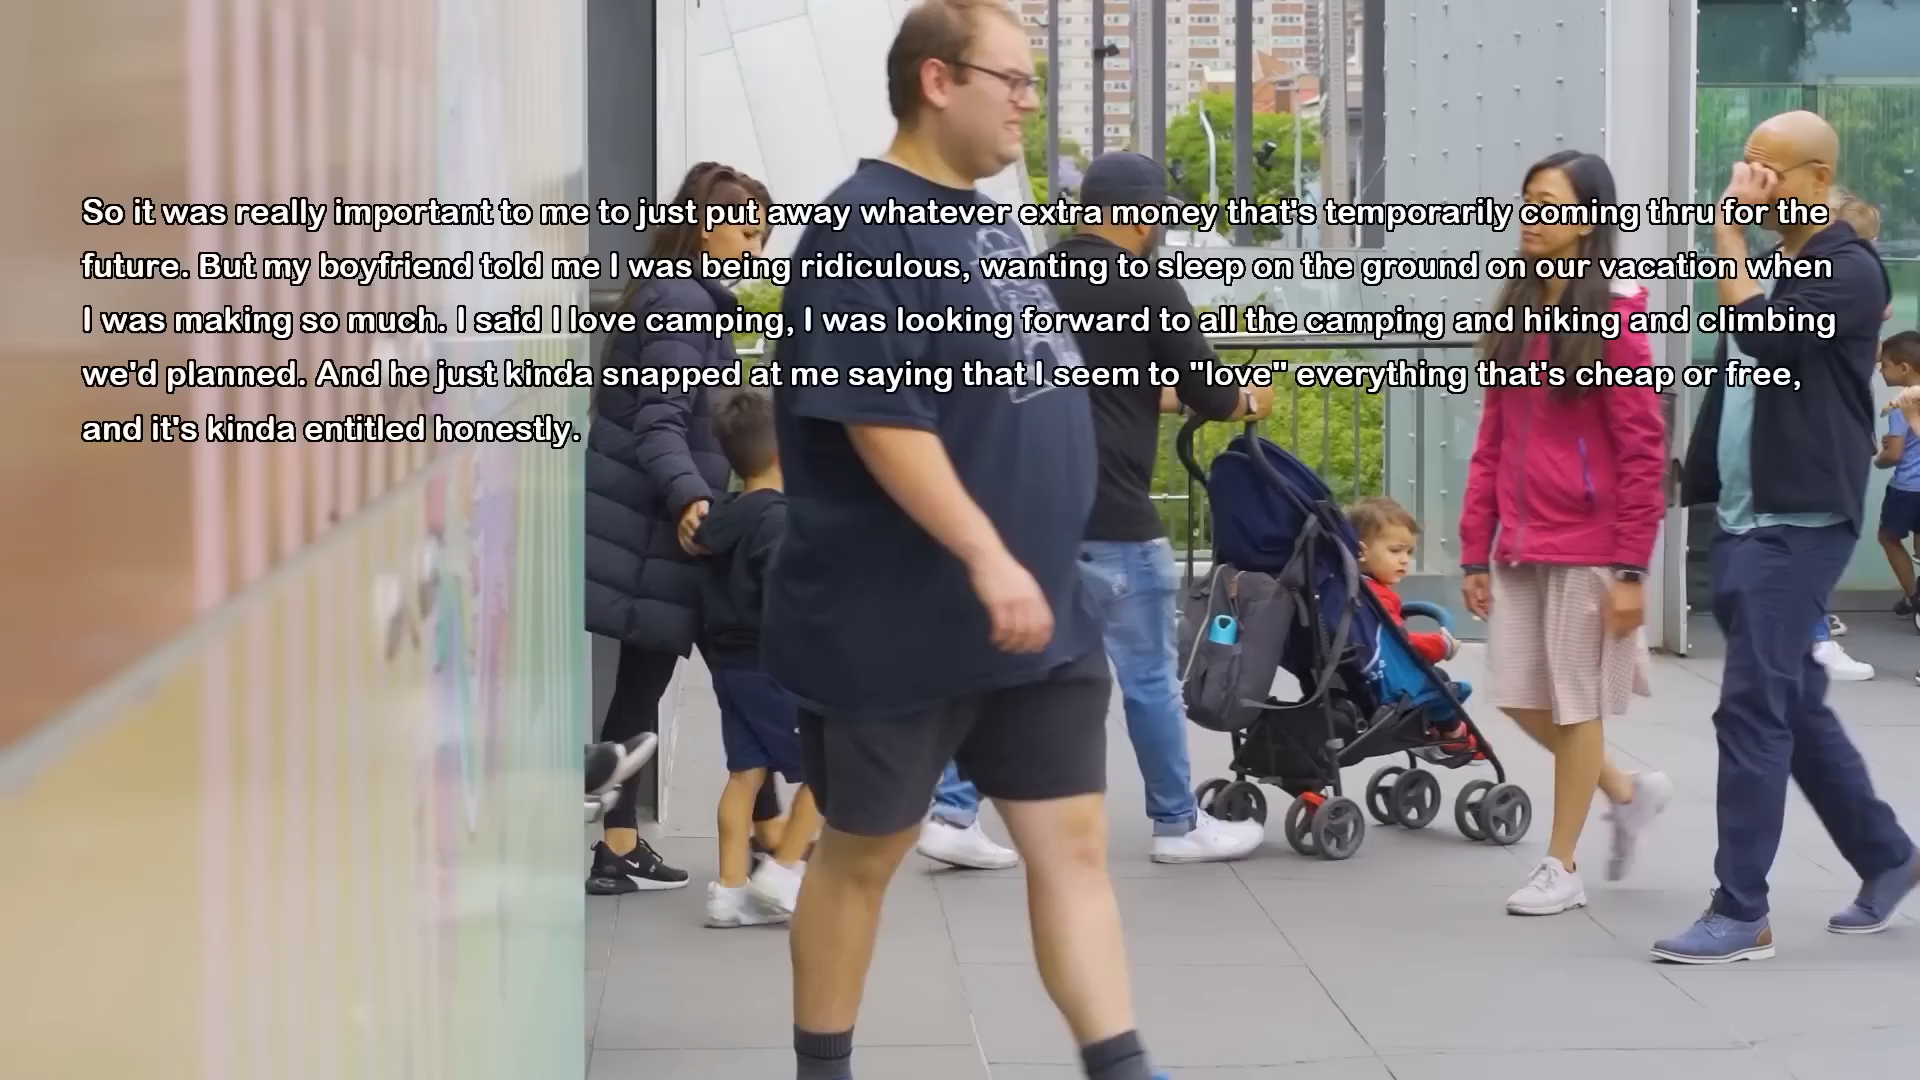 So it was really important to me to just put away whatever extra money that's temporarily coming thru for the
future. But my boyfriend told me I was being ridiculous, wanting to sleep on the ground on our vacation when
I was making so much. I said I love camping, I was looking forward to all the camping and hiking and climbing
we'd planned. And he just kinda snapped at me saying that I seem to "love" everything that's cheap or free,
and it's kinda entitled honestly.